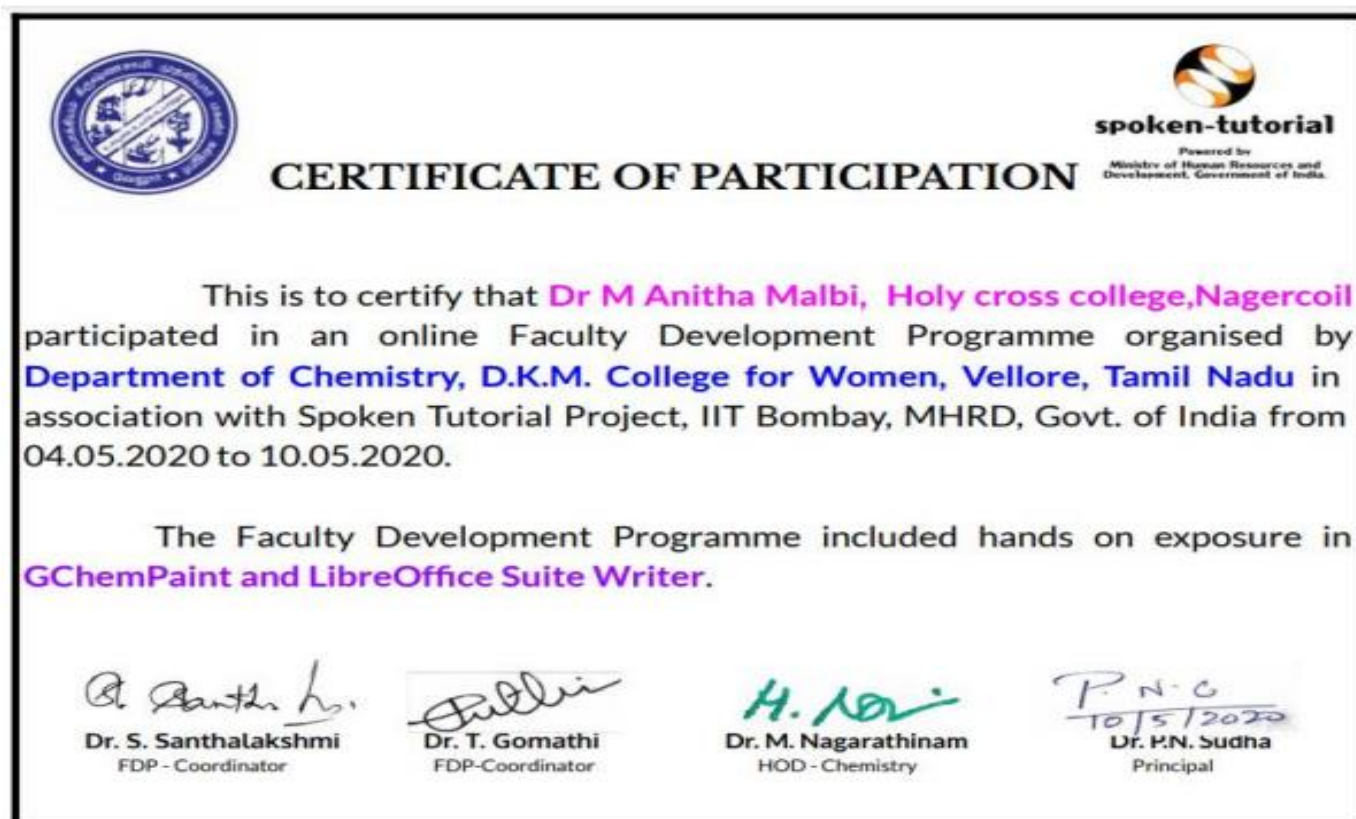 spoken-tutorial
Powered by
Ministry of Human Resources and
Development, Government of India.
CERTIFICATE OF PARTICIPATION
This is to certify that Dr M Anitha Malbi, Holy cross college,Nagercoil
participated in an online Faculty Development Programme organised by
Department of Chemistry, D.K.M. College for Women, Vellore, Tamil Nadu in
association with Spoken Tutorial Project, IIT Bombay, MHRD, Govt. of India from
04.05.2020 to 10.05.2020.
The Faculty Development Programme included hands on exposure in
GChemPaint and LibreOffice Suite Writer.
10/5/2020
Dr. S. Santhalakshmi
Dr. T. Gomathi
Dr. M. Nagarathinam
Dr. P.N. Sudha
FDP - Coordinator
FDP-Coordinator
HOD - Chemistry
Principal